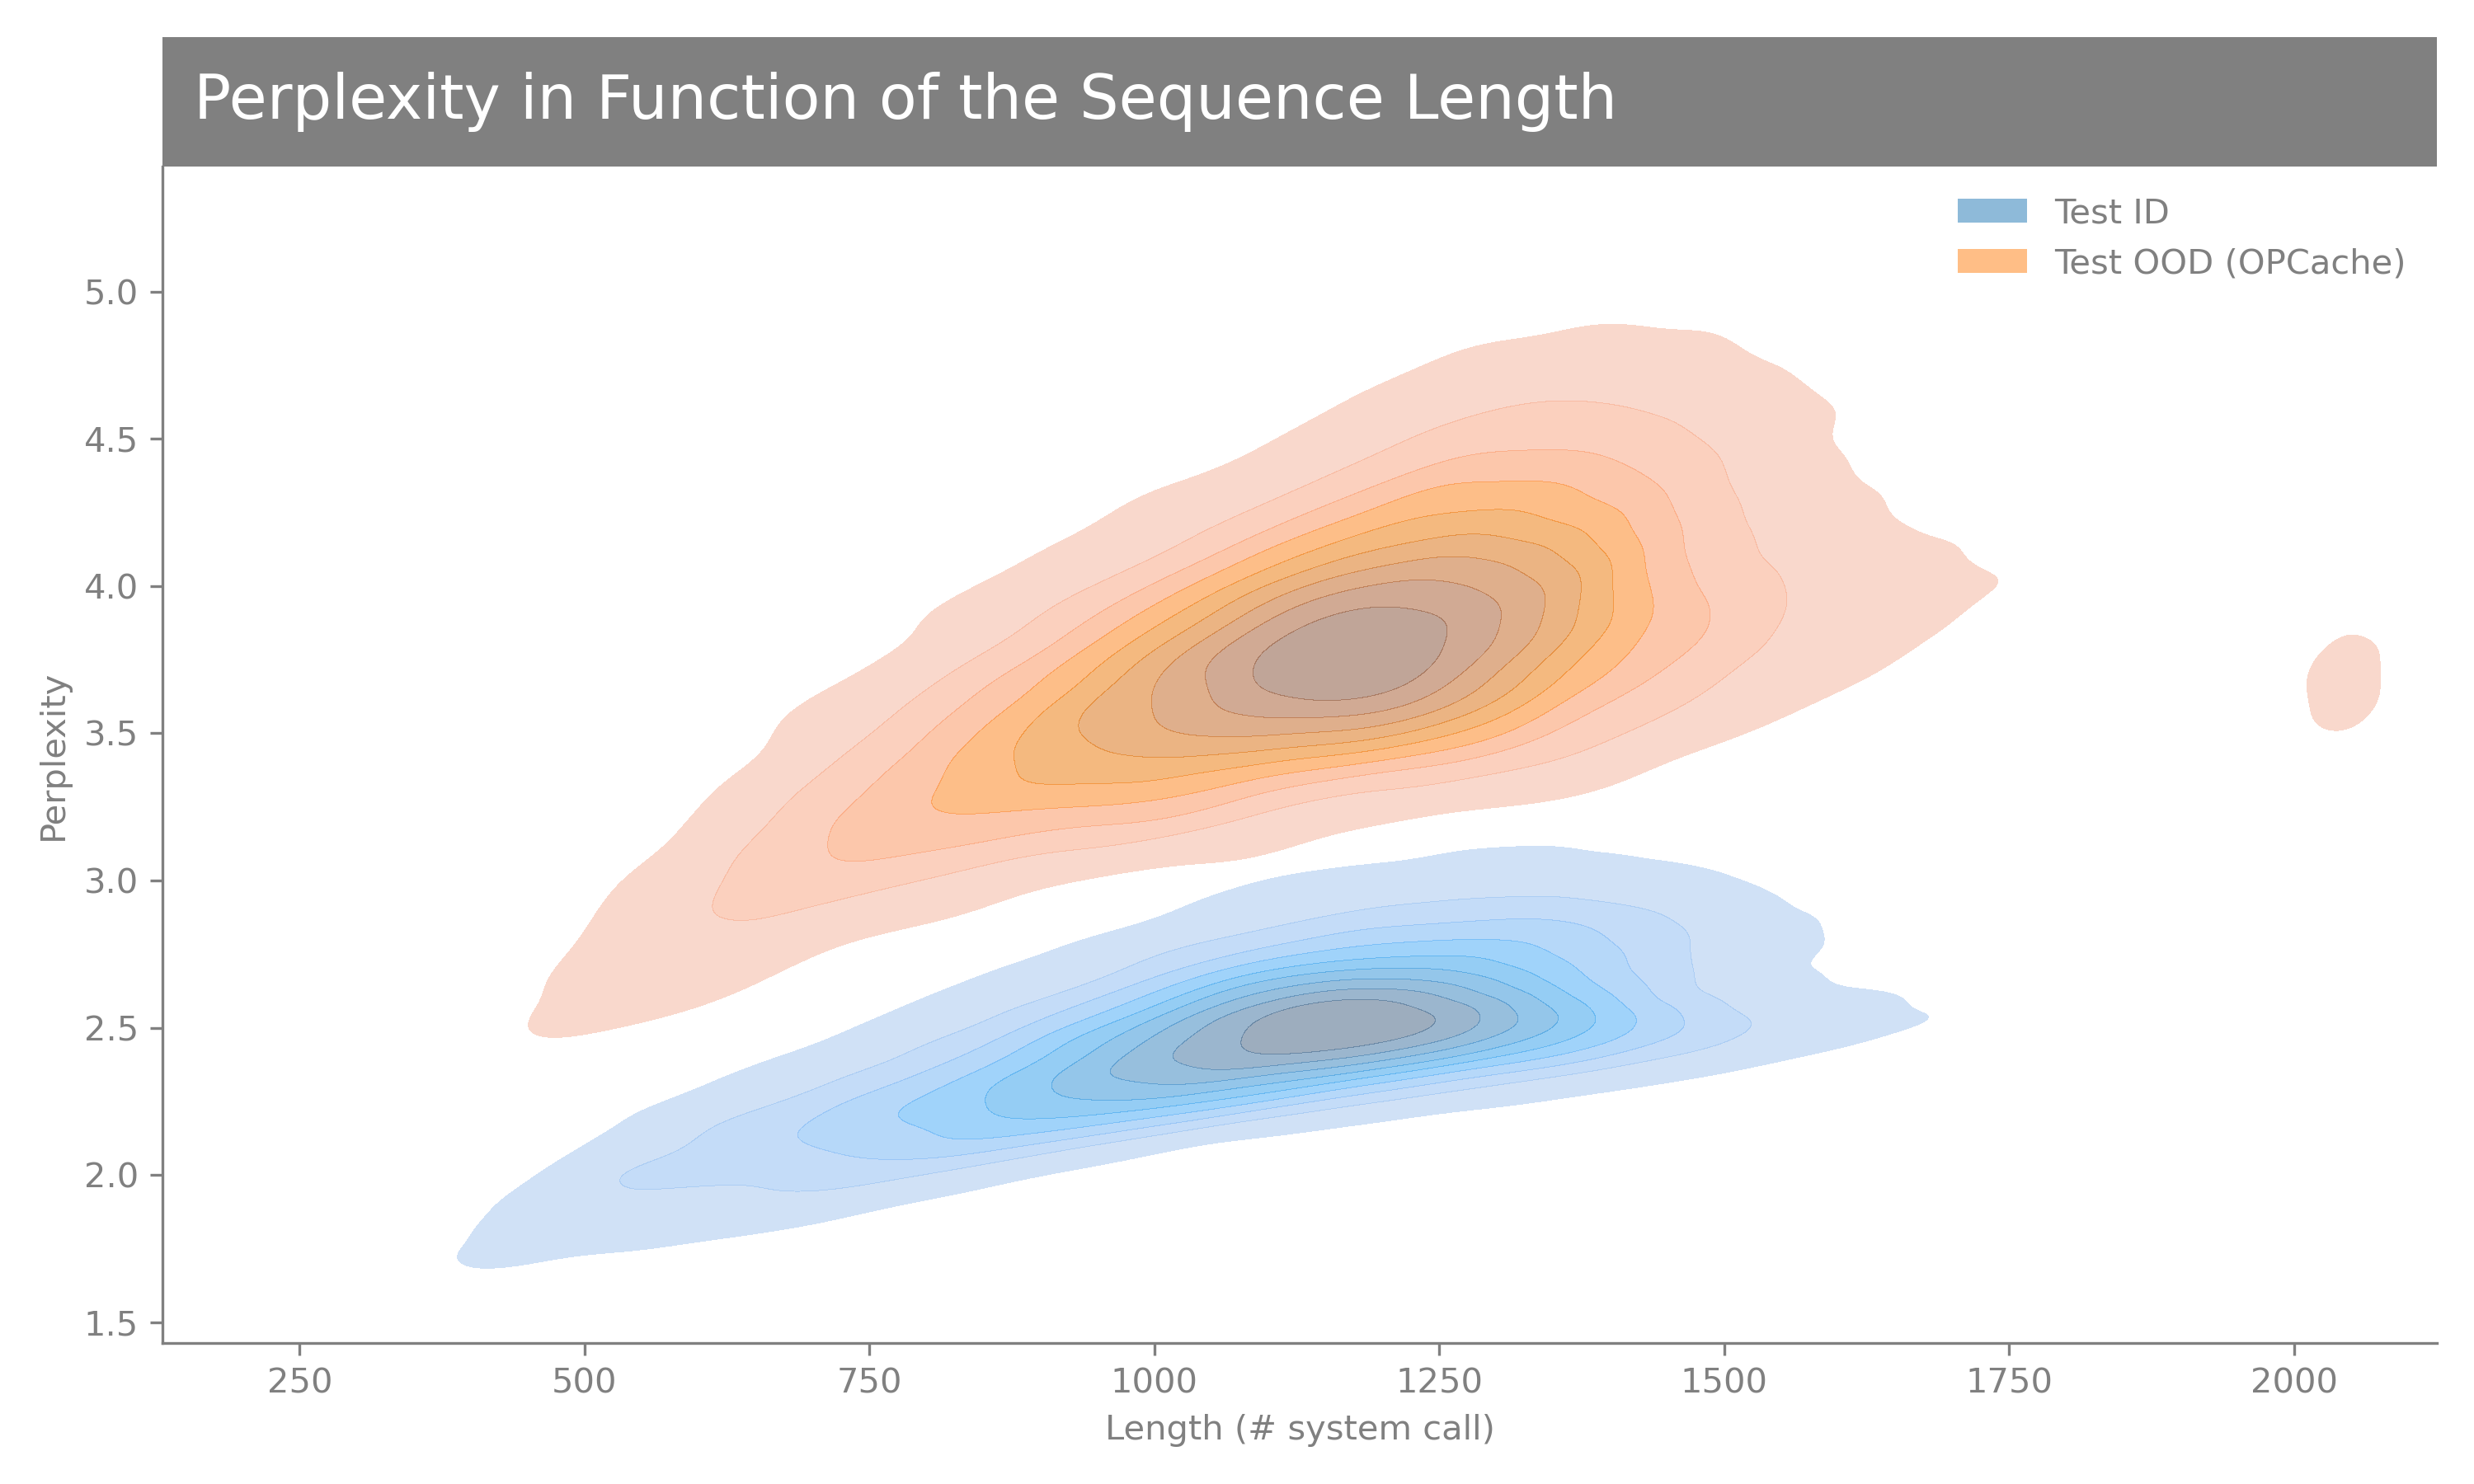 Perplexity in Function of the Sequence Length
Test ID
Test OOD (OPCache)
Perplexity
5.0
4.5
4.0
3.5
3.0
2.5
2.0
1.5
250 500 750 1000 1250 1500 1750 2000
Length (# system call)